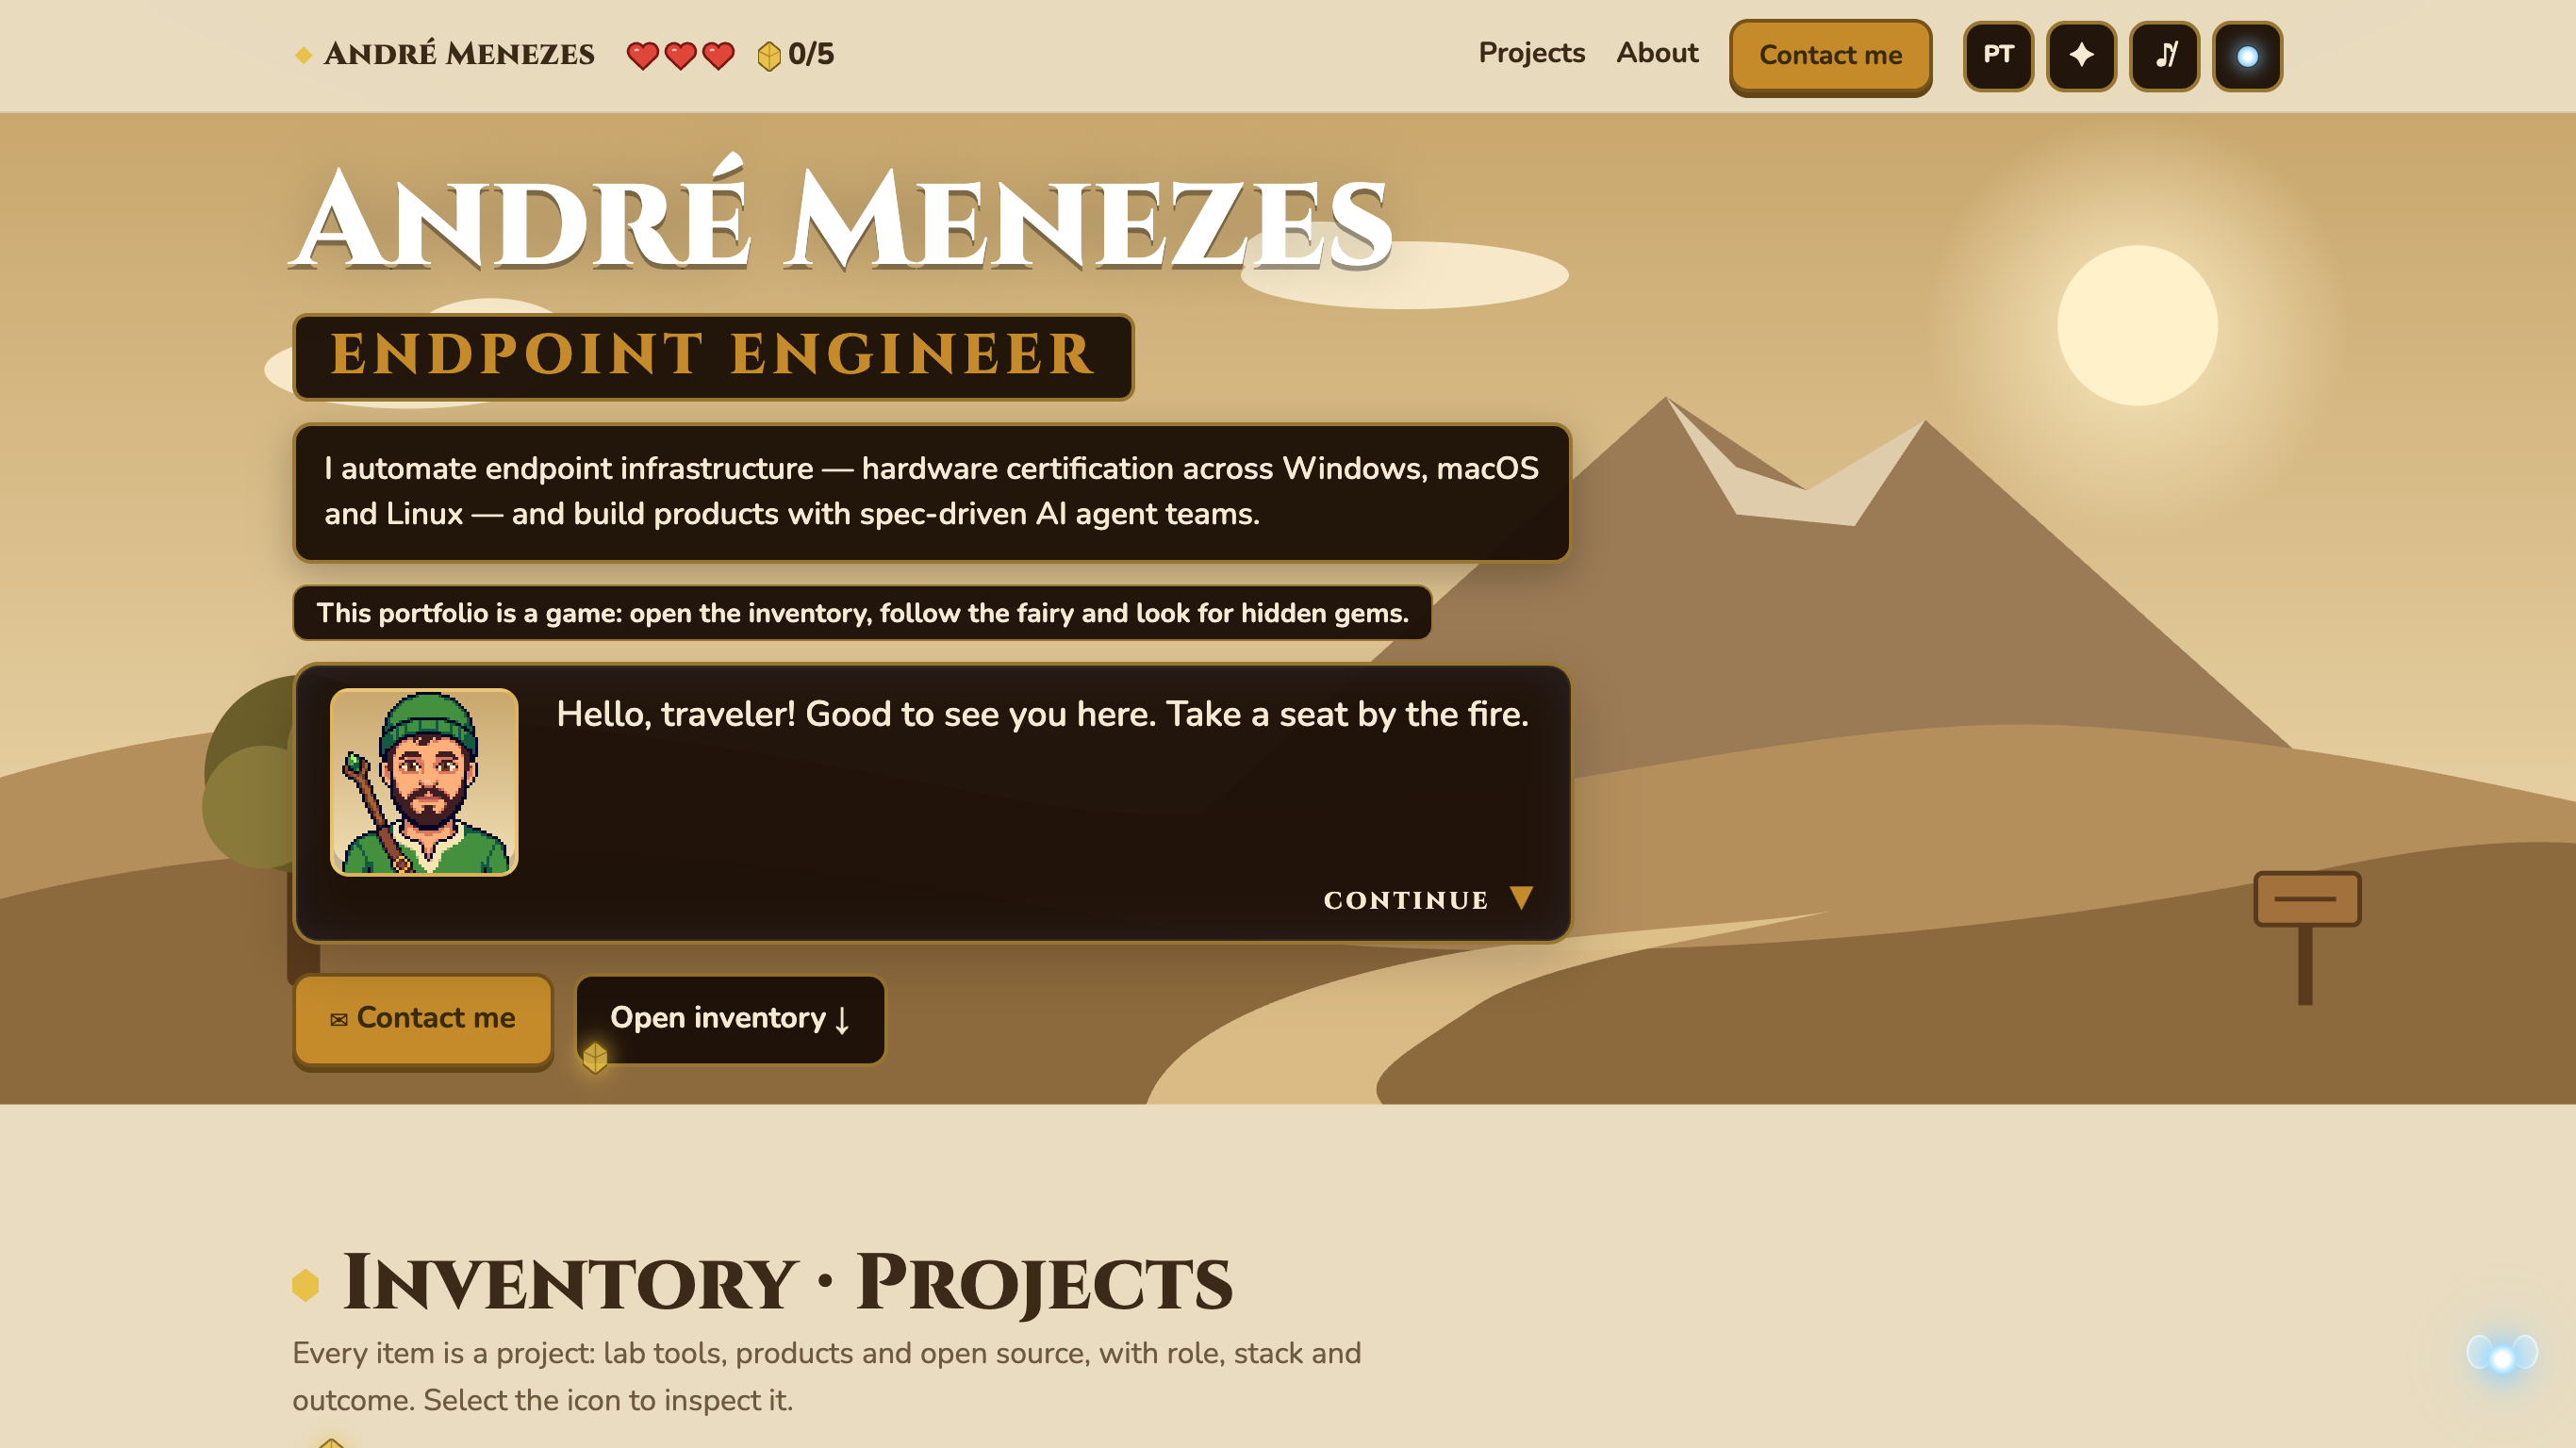 ANDRÉ MENEZES
0/5
Projects
About
Contact me
PT
ANDRÉ MENEZES
ENDPOINT ENGINEER
I automate endpoint infrastructure — hardware certification across Windows, macOS
and Linux — and build products with spec-driven AI agent teams.
This portfolio is a game: open the inventory, follow the fairy and look for hidden gems.
Hello, traveler! Good to see you here. Take a seat by the fire.
CONTINUE ▼
✉ Contact me
Open inventory ↓
INVENTORY · PROJECTS
Every item is a project: lab tools, products and open source, with role, stack and
outcome. Select the icon to inspect it.